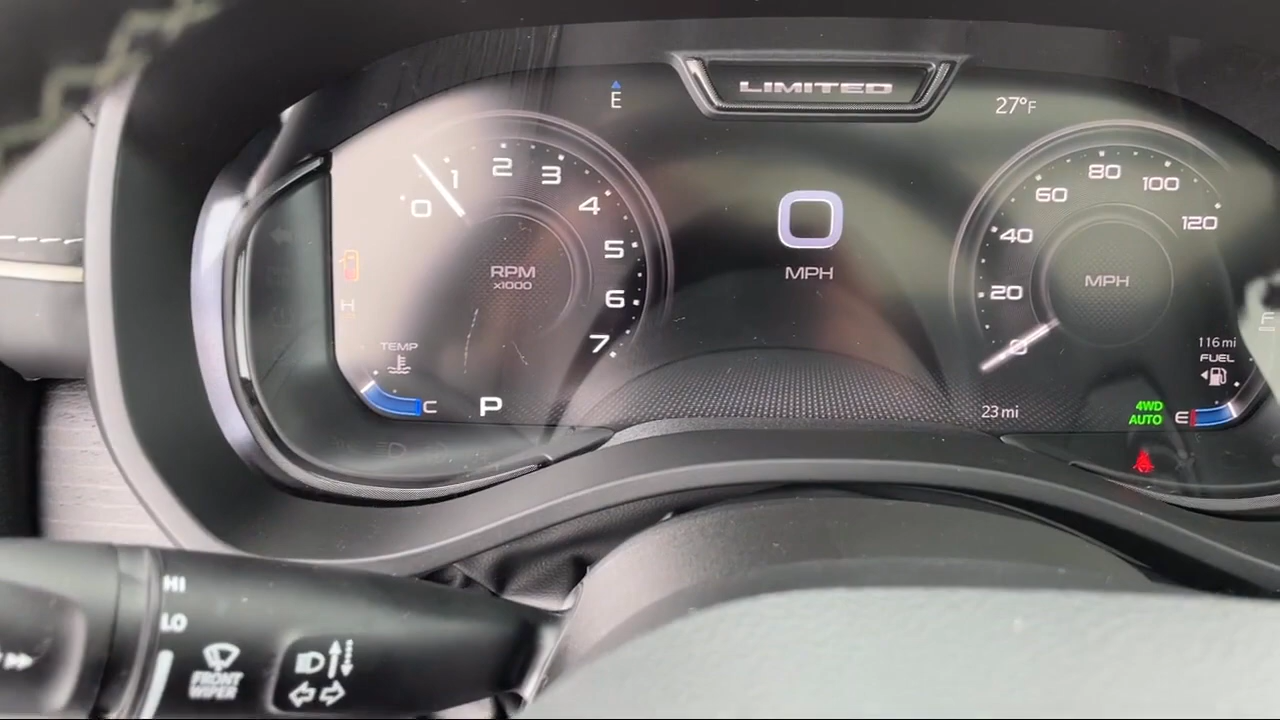 LIMITED
E
27°F
0
1
2
3
4
5
6
7
RPM
x1000
0
MPH
0
20
40
60
80
100
120
MPH
H
TEMP
C
P
23 mi
4WD
AUTO
116 mi
FUEL
F
E
HI
LO
FRONT
WIPER